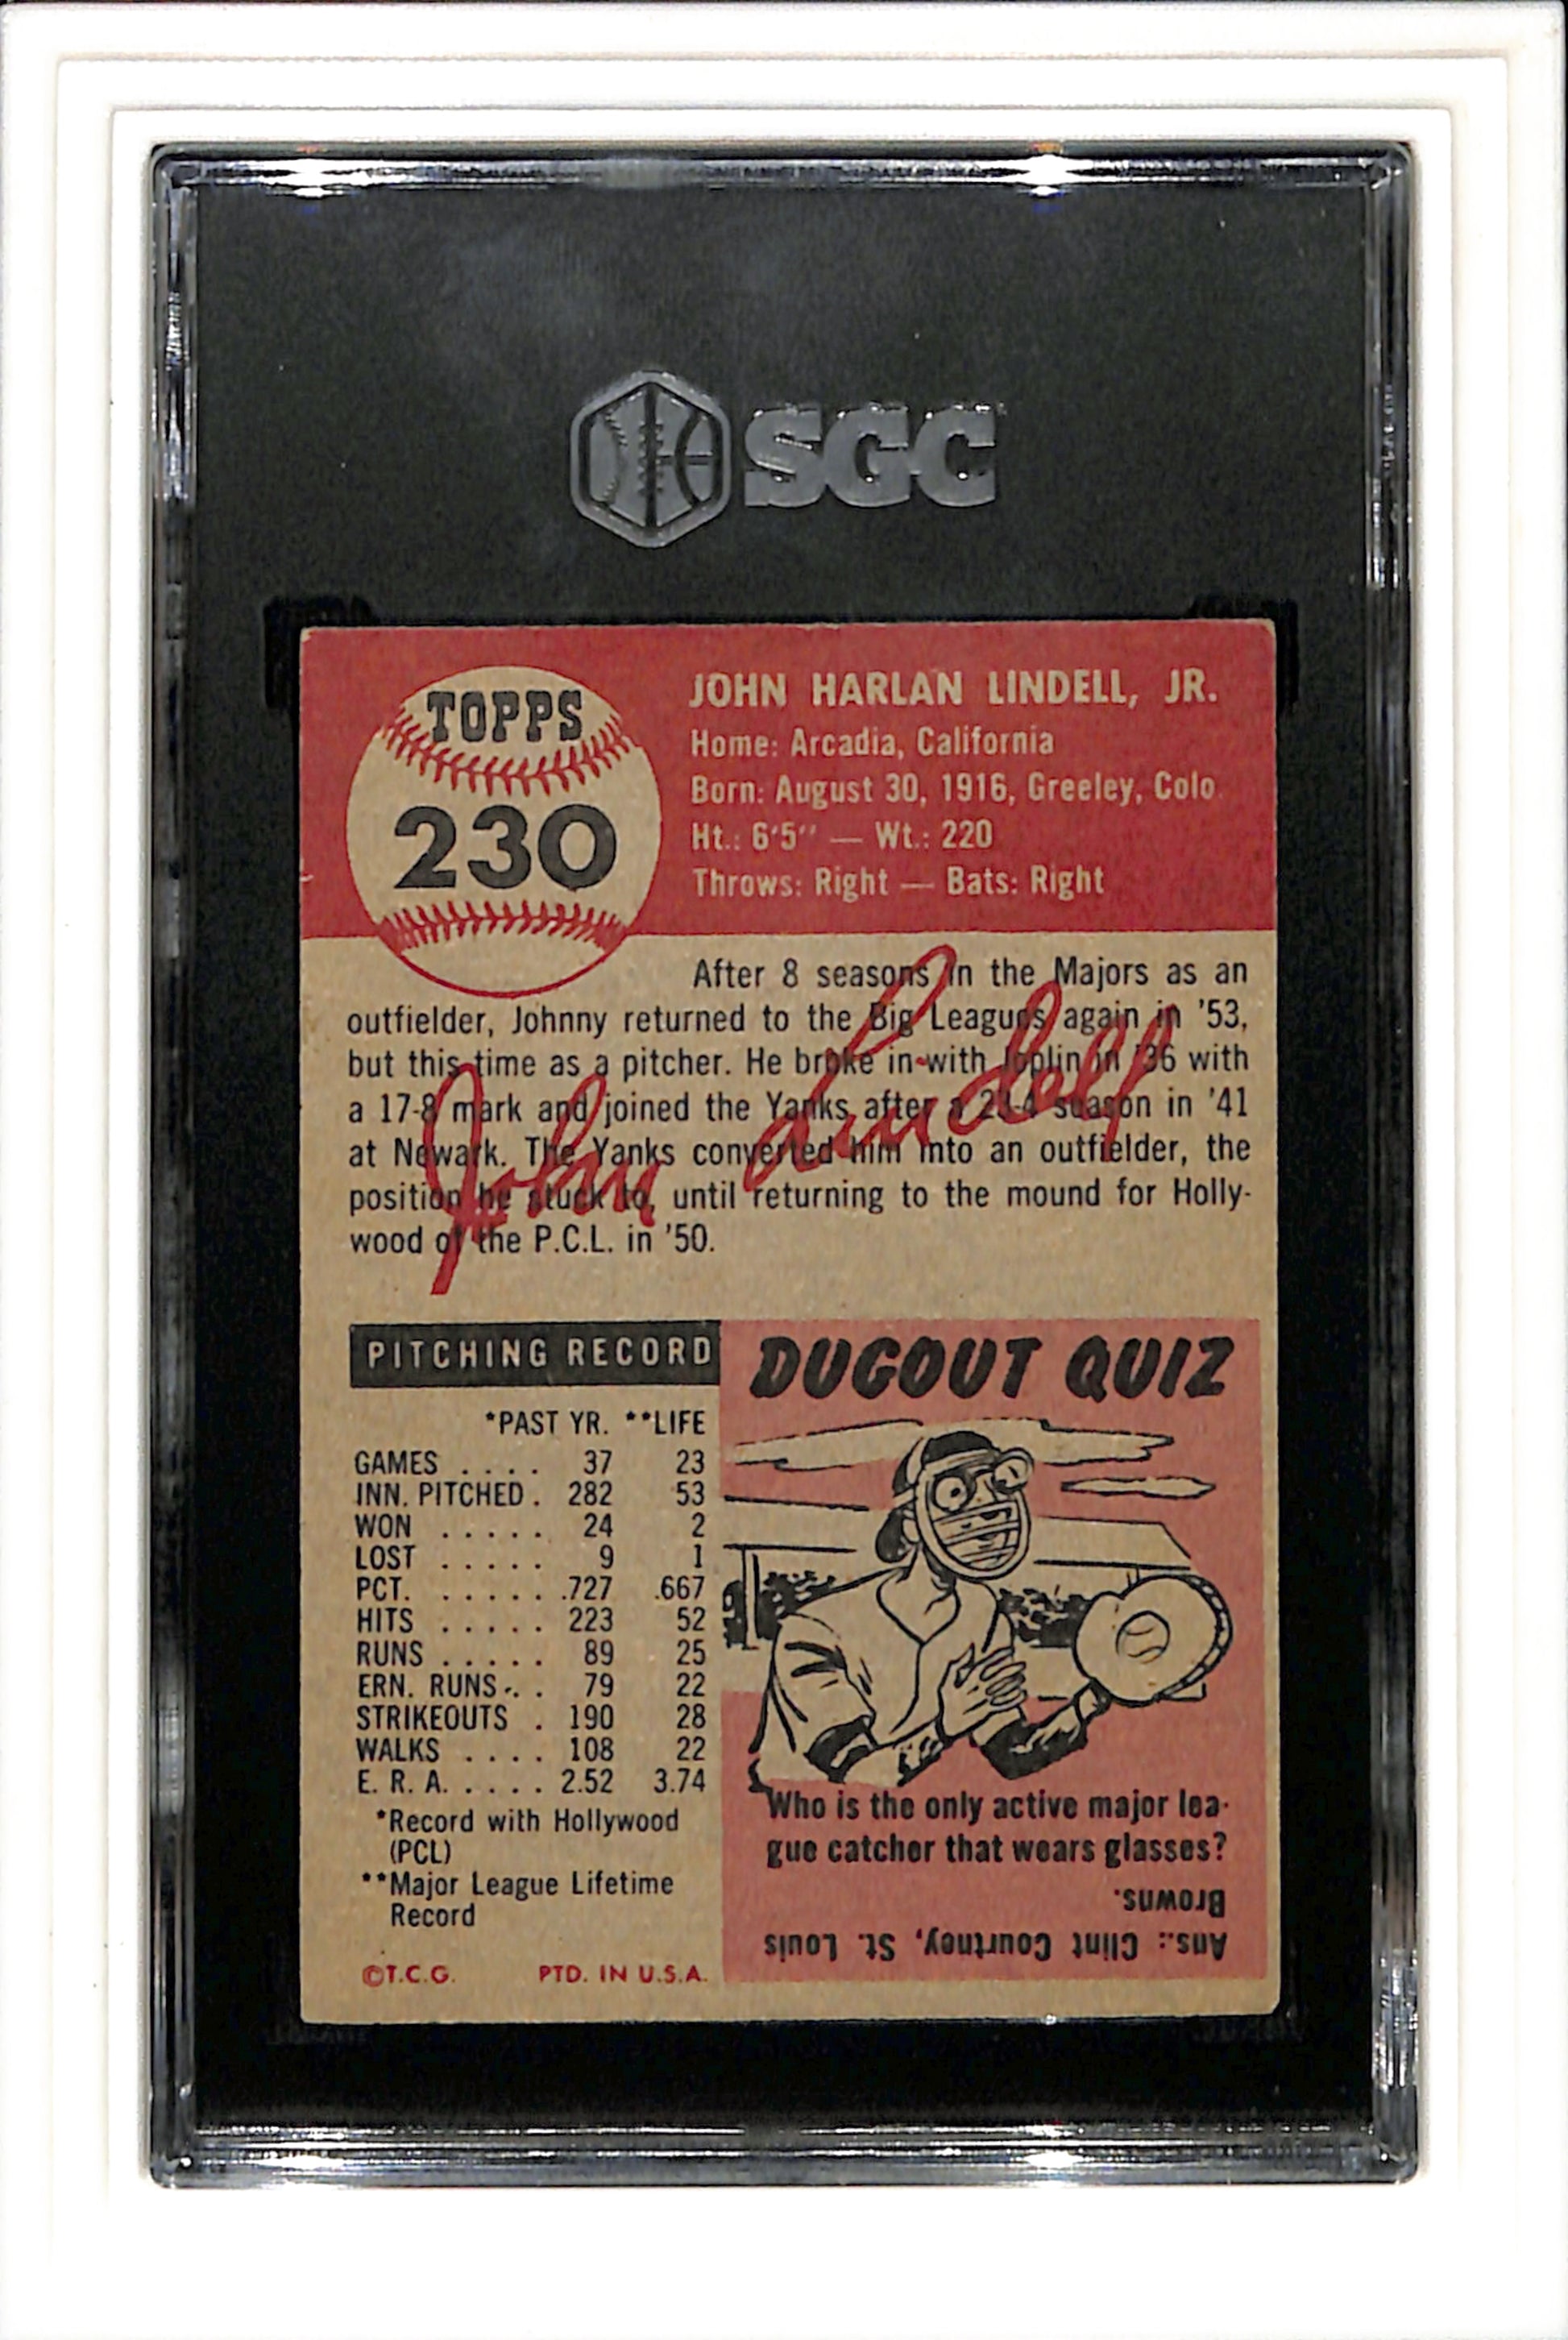 SGC
TOPPS
230
JOHN HARLAN LINDELL, JR.
Home: Arcadia, California
Born: August 30, 1916, Greeley, Colo
Ht.: 6'5'' — Wt.: 220
Throws: Right — Bats: Right
After 8 seasons in the Majors as an
outfielder, Johnny returned to the Big Leagues again in '53,
but this time as a pitcher. He broke in with Joplin in '36 with
a 17-8 mark and joined the Yanks after a 23-4 season in '41
at Newark. The Yanks converted him into an outfielder, the
position he stuck to, until returning to the mound for Holly-
wood of the P.C.L. in '50.
John Lindell
PITCHING RECORD
*PAST YR. **LIFE
GAMES .... 37 23
INN. PITCHED . 282 53
WON ..... 24 2
LOST ..... 9 1
PCT. ...... .727 .667
HITS ..... 223 52
RUNS ..... 89 25
ERN. RUNS... 79 22
STRIKEOUTS . 190 28
WALKS .... 108 22
E. R. A. ..... 2.52 3.74
*Record with Hollywood
(PCL)
**Major League Lifetime
Record
©T.C.G. PTD. IN U.S.A.
DUGOUT QUIZ
Who is the only active major lea-
gue catcher that wears glasses?
Ans.: Clint Courtney, St. Louis
Browns.